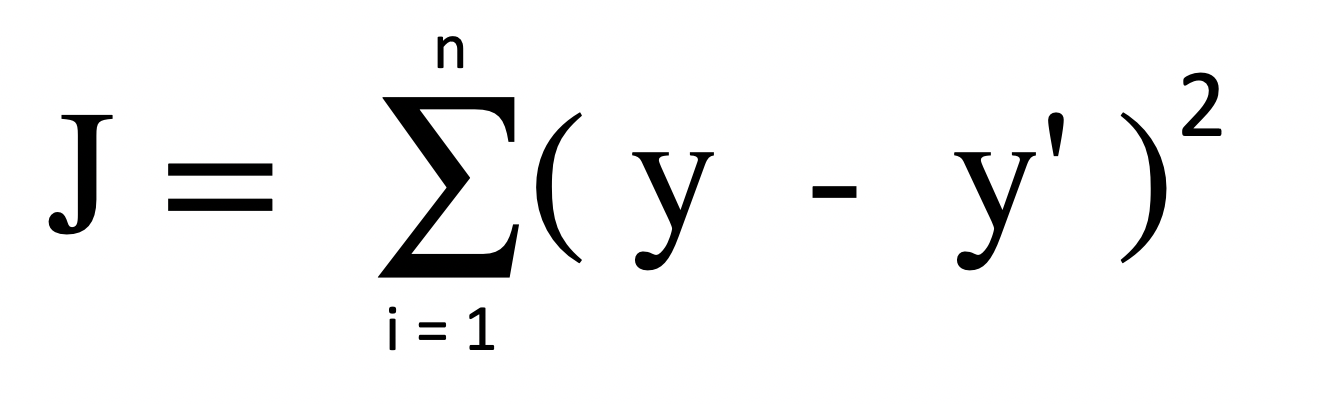 n
J = ∑( y - y' )²
i = 1